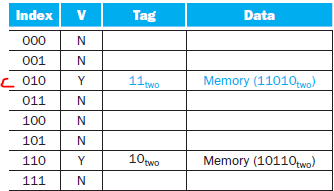 Index V Tag Data
000 N
001 N
010 Y 11two Memory (11010two)
011 N
100 N
101 N
110 Y 10two Memory (10110two)
111 N